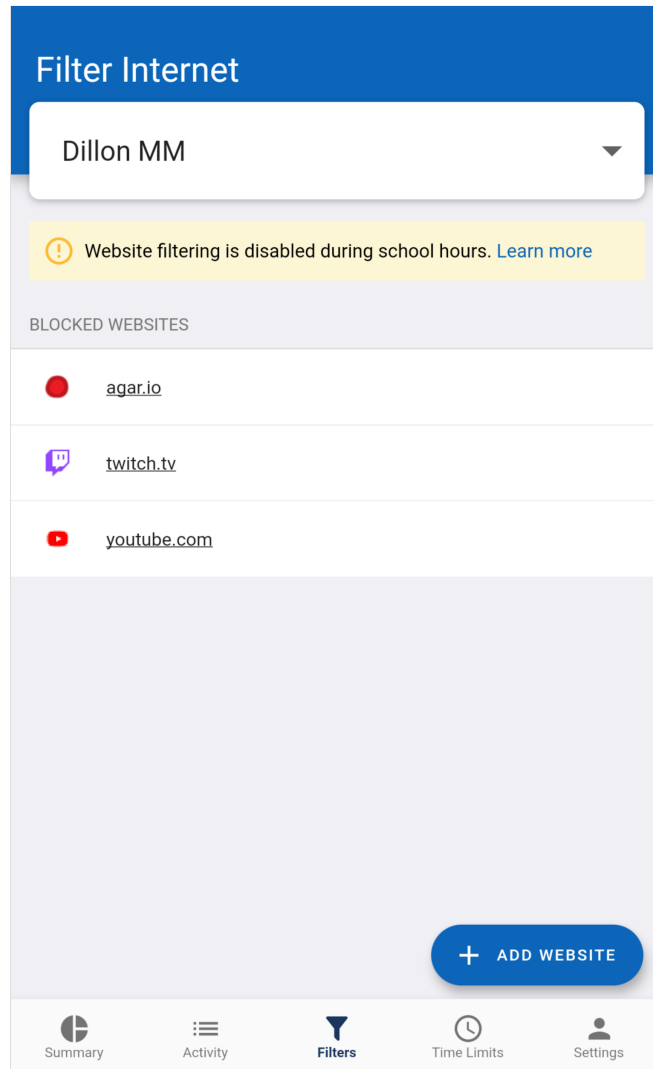 Filter Internet
Dillon MM
Website filtering is disabled during school hours. Learn more
BLOCKED WEBSITES
agar.io
twitch.tv
youtube.com
+ ADD WEBSITE
Summary Activity Filters Time Limits Settings